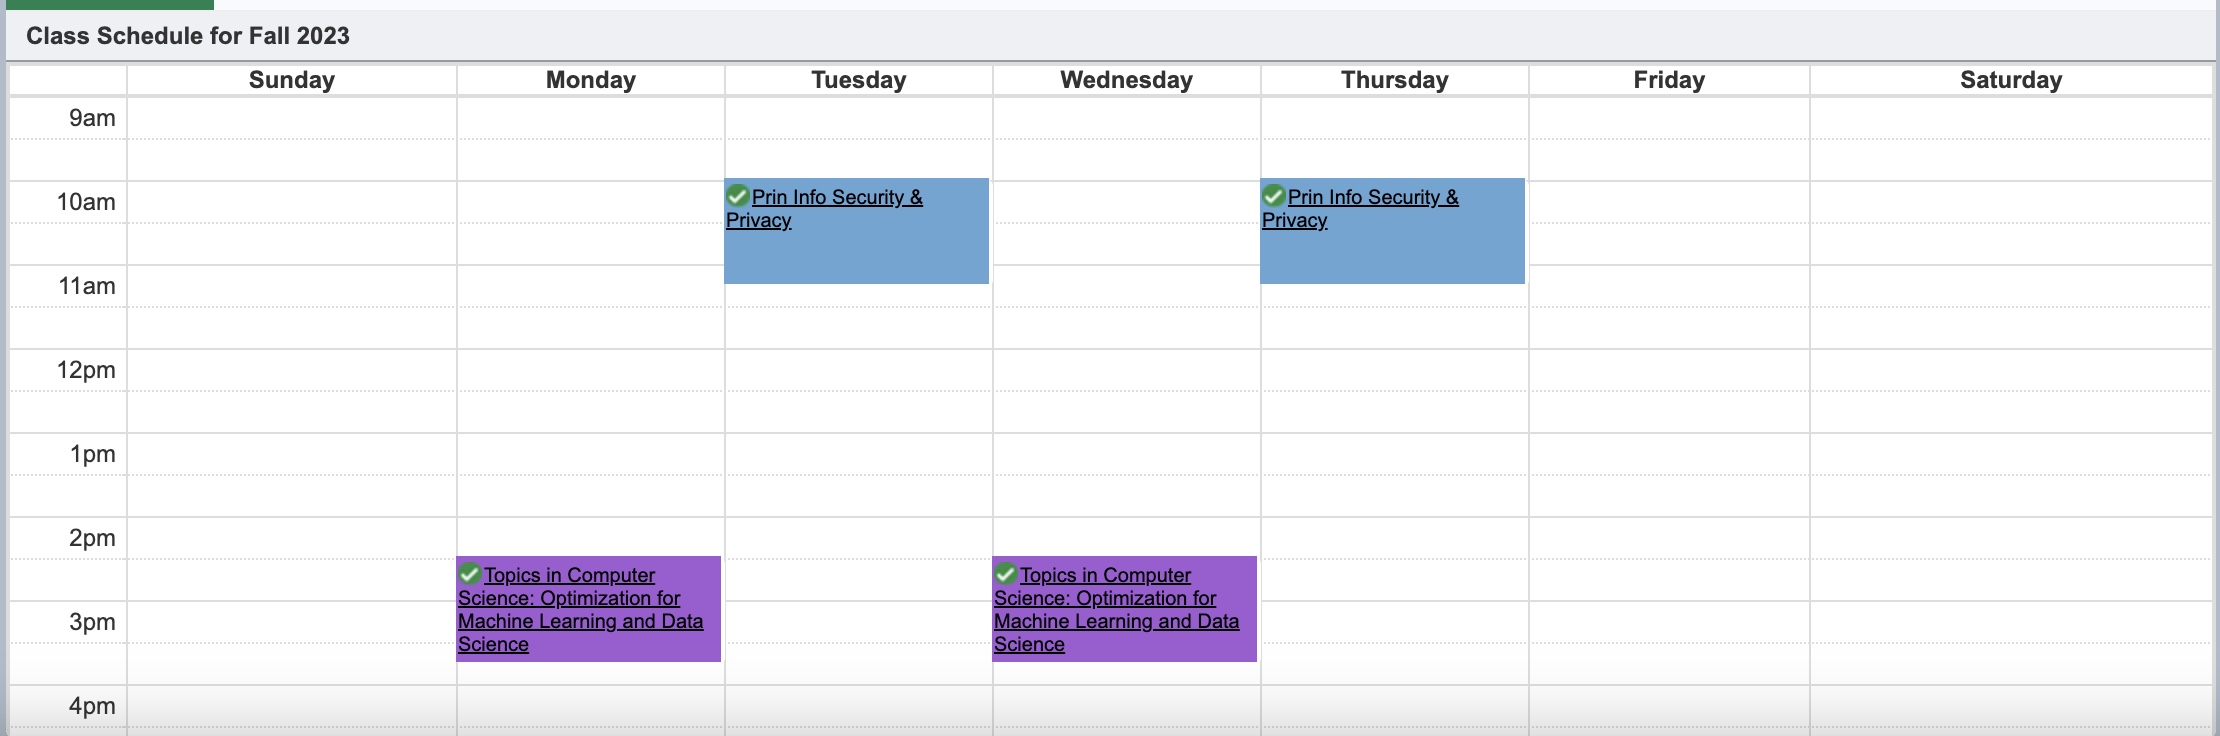 Class Schedule for Fall 2023
Sunday Monday Tuesday Wednesday Thursday Friday Saturday
9am
10am
Prin Info Security &
Privacy
Prin Info Security &
Privacy
11am
12pm
1pm
2pm
Topics in Computer
Science: Optimization for
Machine Learning and Data
Science
Topics in Computer
Science: Optimization for
Machine Learning and Data
Science
3pm
4pm